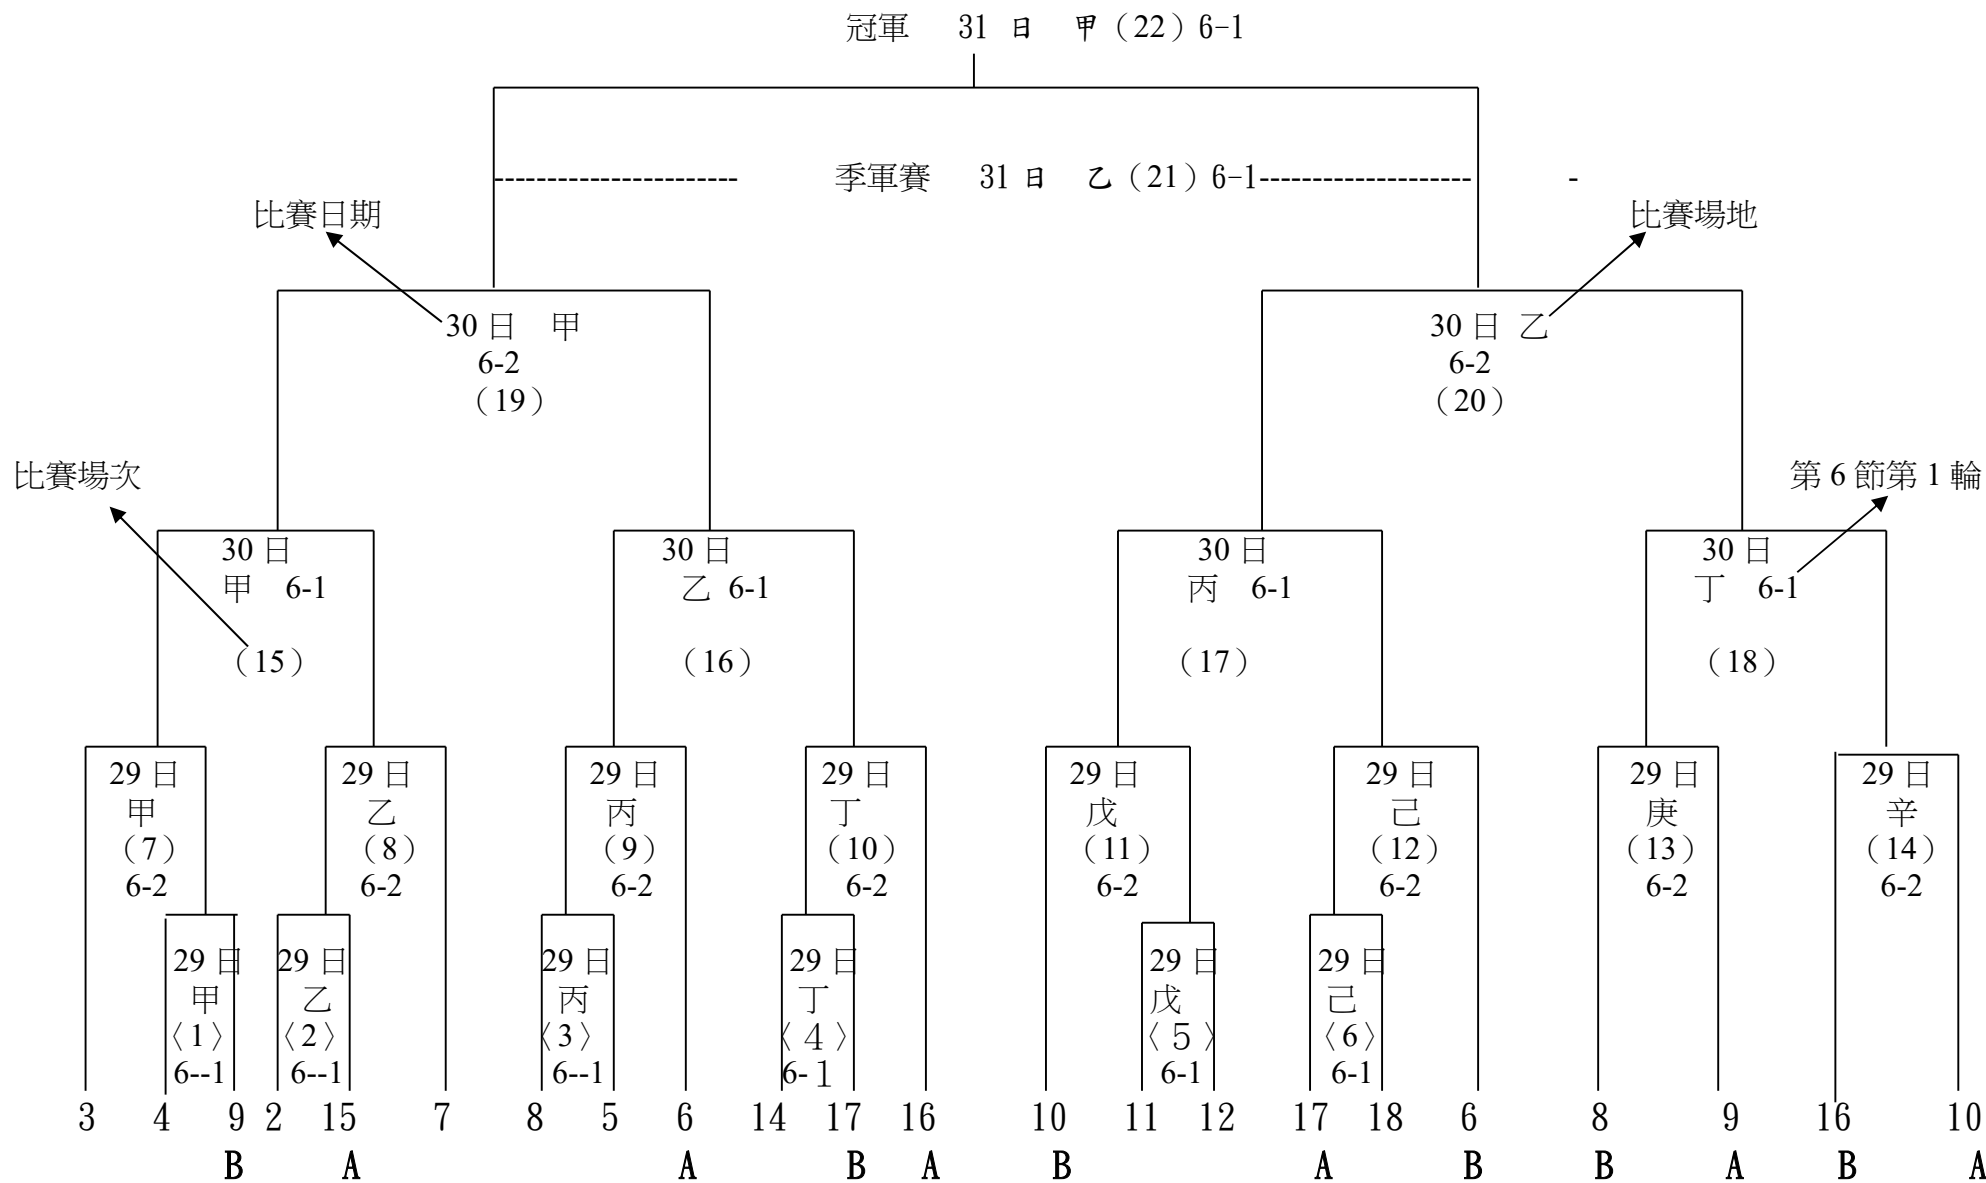 冠軍 31 日 甲（22）6-1
---------------------- 季軍賽 31 日 乙（21）6-1------------------- -
比賽日期 比賽場地
30 日 甲 30 日 乙
6-2 6-2
（19） （20）
比賽場次 第 6 節第 1 輪
30 日 30 日 30 日 30 日
甲 6-1 乙 6-1 丙 6-1 丁 6-1
（15） （16） （17） （18）
29 日 29 日 29 日 29 日 29 日 29 日 29 日 29 日
甲 乙 丙 丁 戊 己 庚 辛
（7） （8） （9） （10） （11） （12） （13） （14）
6-2 6-2 6-2 6-2 6-2 6-2 6-2 6-2
29 日 29 日 29 日 29 日 29 日 29 日
甲 乙 丙 丁 戊 己
〈1〉 〈2〉 〈3〉 〈４〉 〈５〉 〈6〉
6--1 6--1 6--1 6-１ 6-1 6-1
3 4 9 2 15 7 8 5 6 14 17 16 10 11 12 17 18 6 8 9 16 10
B A A B A B A B B A B A